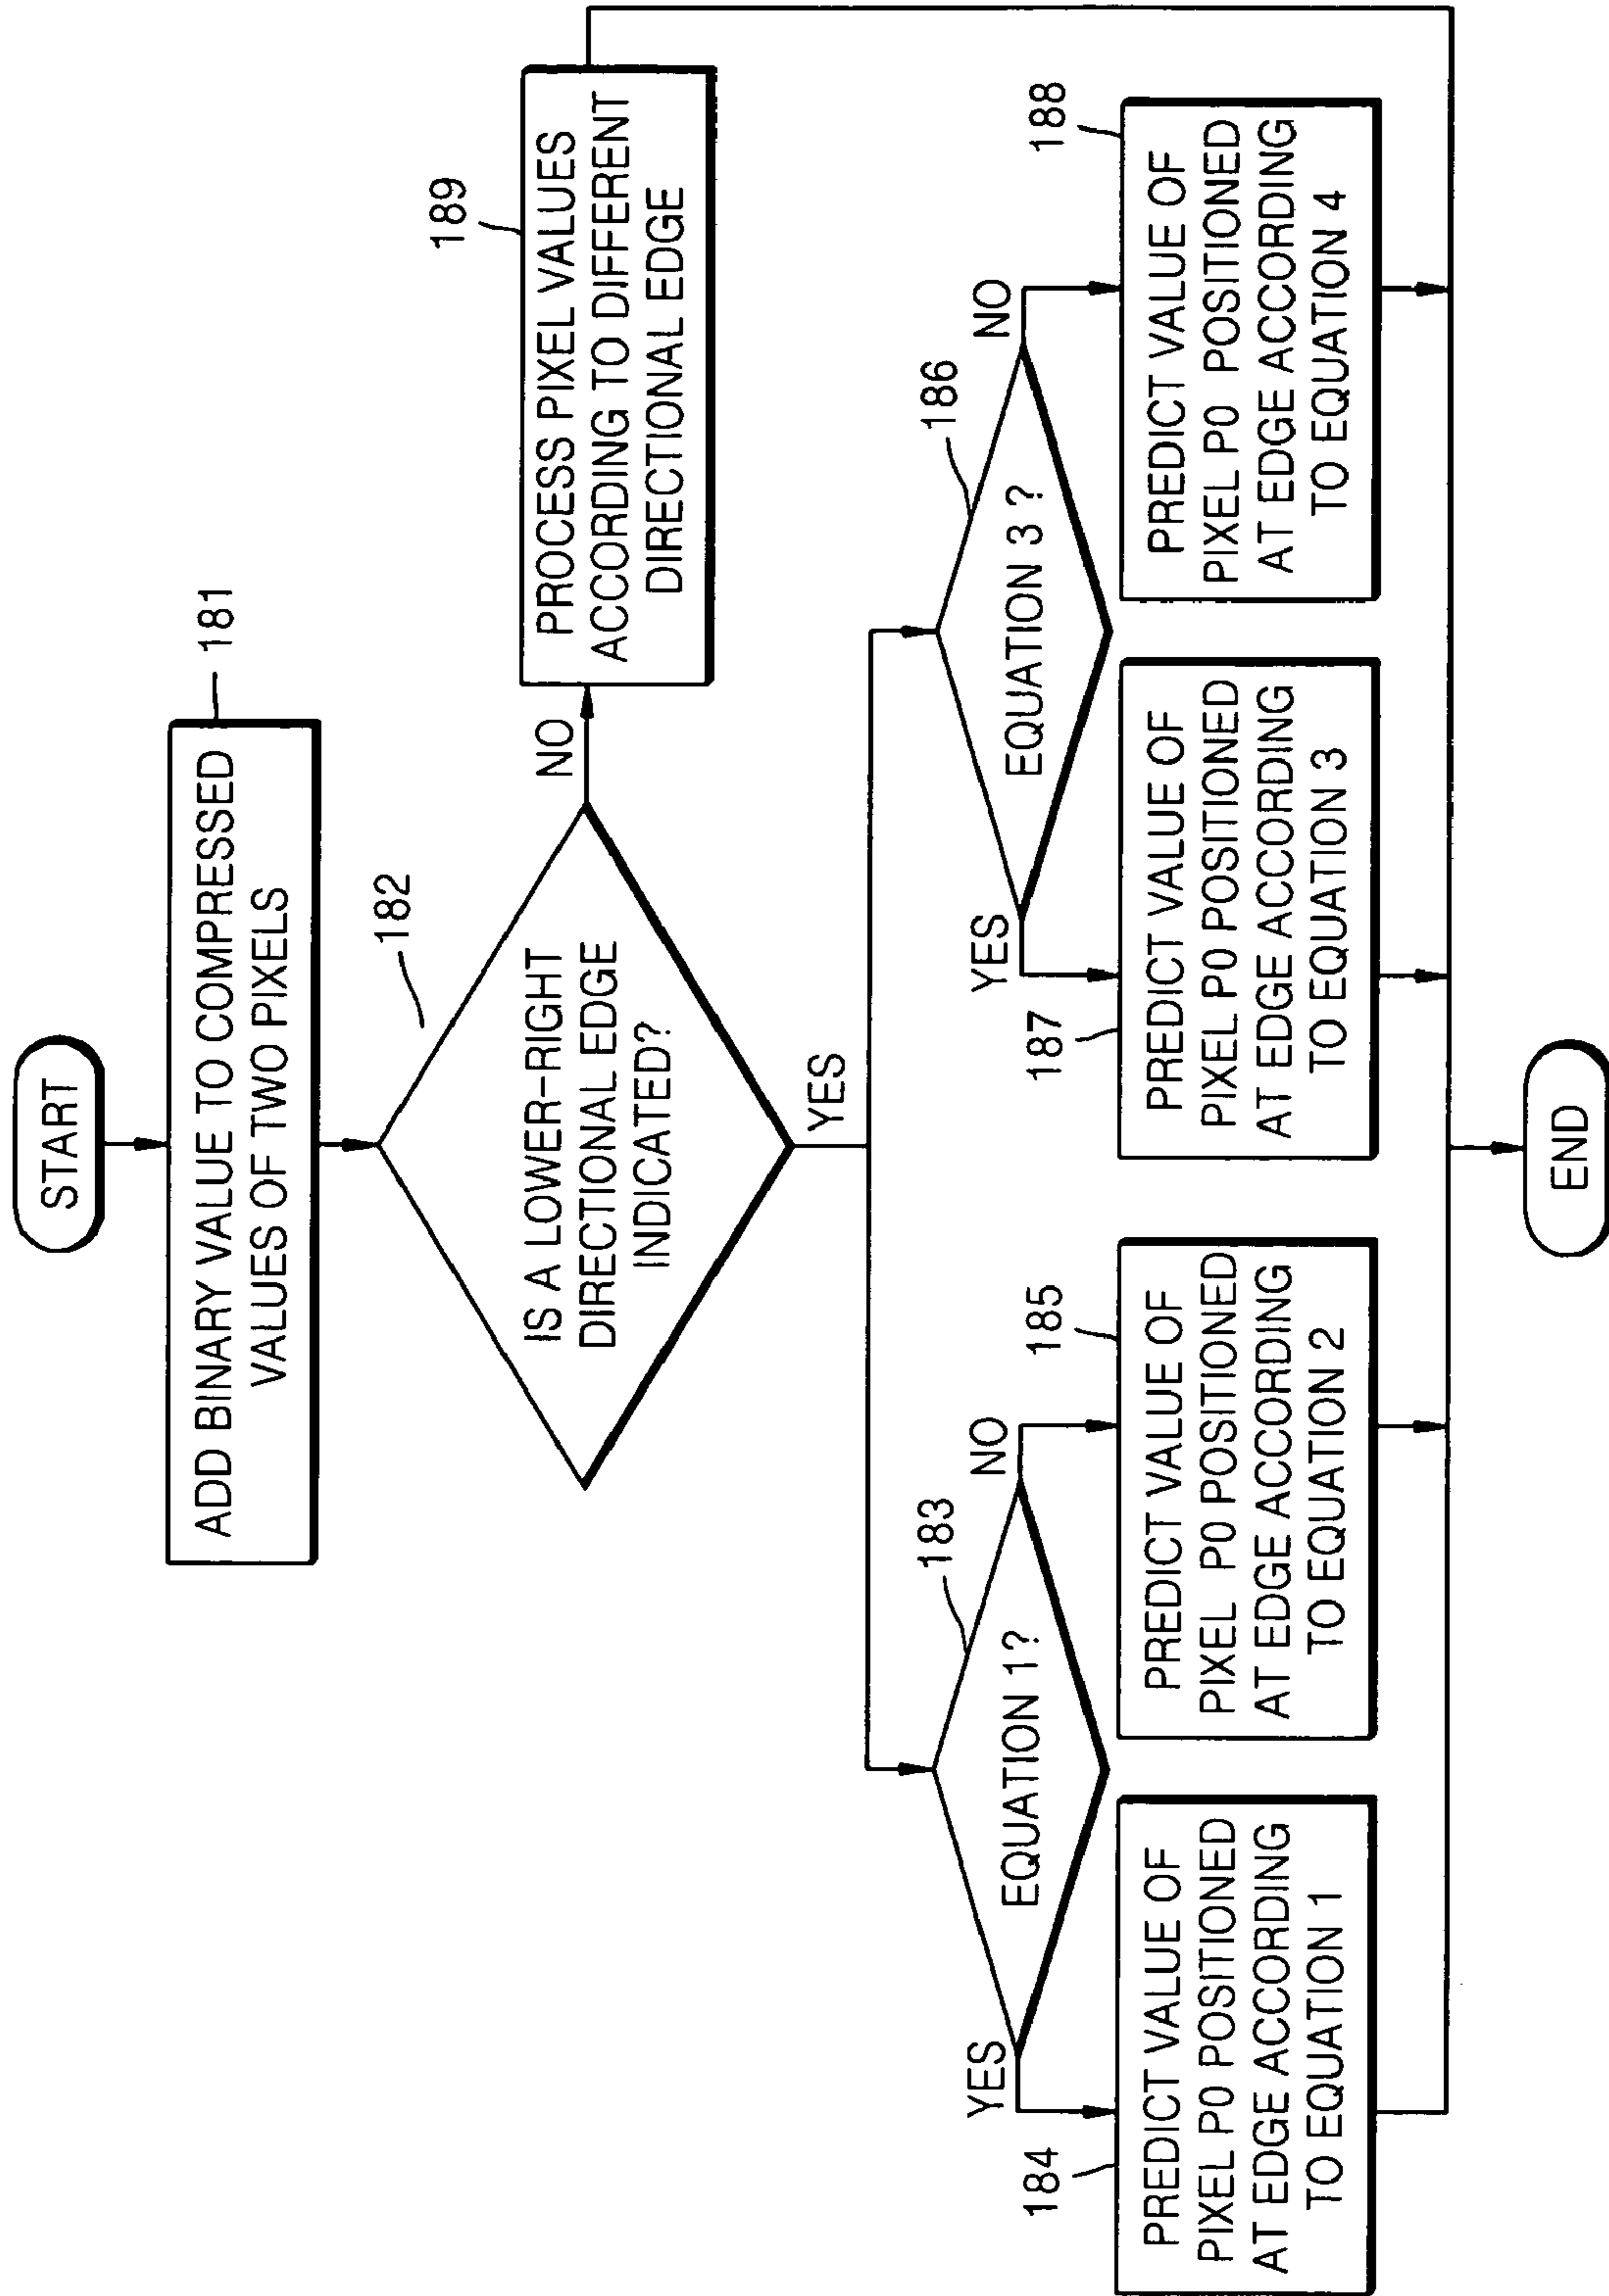 START
181
ADD BINARY VALUE TO COMPRESSED
VALUES OF TWO PIXELS
182
IS A LOWER-RIGHT
DIRECTIONAL EDGE
INDICATED?
NO
189
PROCESS PIXEL VALUES
ACCORDING TO DIFFERENT
DIRECTIONAL EDGE
YES
183
EQUATION 1?
YES
NO
186
EQUATION 3 ?
YES
NO
184
PREDICT VALUE OF
PIXEL P0 POSITIONED
AT EDGE ACCORDING
TO EQUATION 1
185
PREDICT VALUE OF
PIXEL P0 POSITIONED
AT EDGE ACCORDING
TO EQUATION 2
187
PREDICT VALUE OF
PIXEL P0 POSITIONED
AT EDGE ACCORDING
TO EQUATION 3
188
PREDICT VALUE OF
PIXEL P0 POSITIONED
AT EDGE ACCORDING
TO EQUATION 4
END